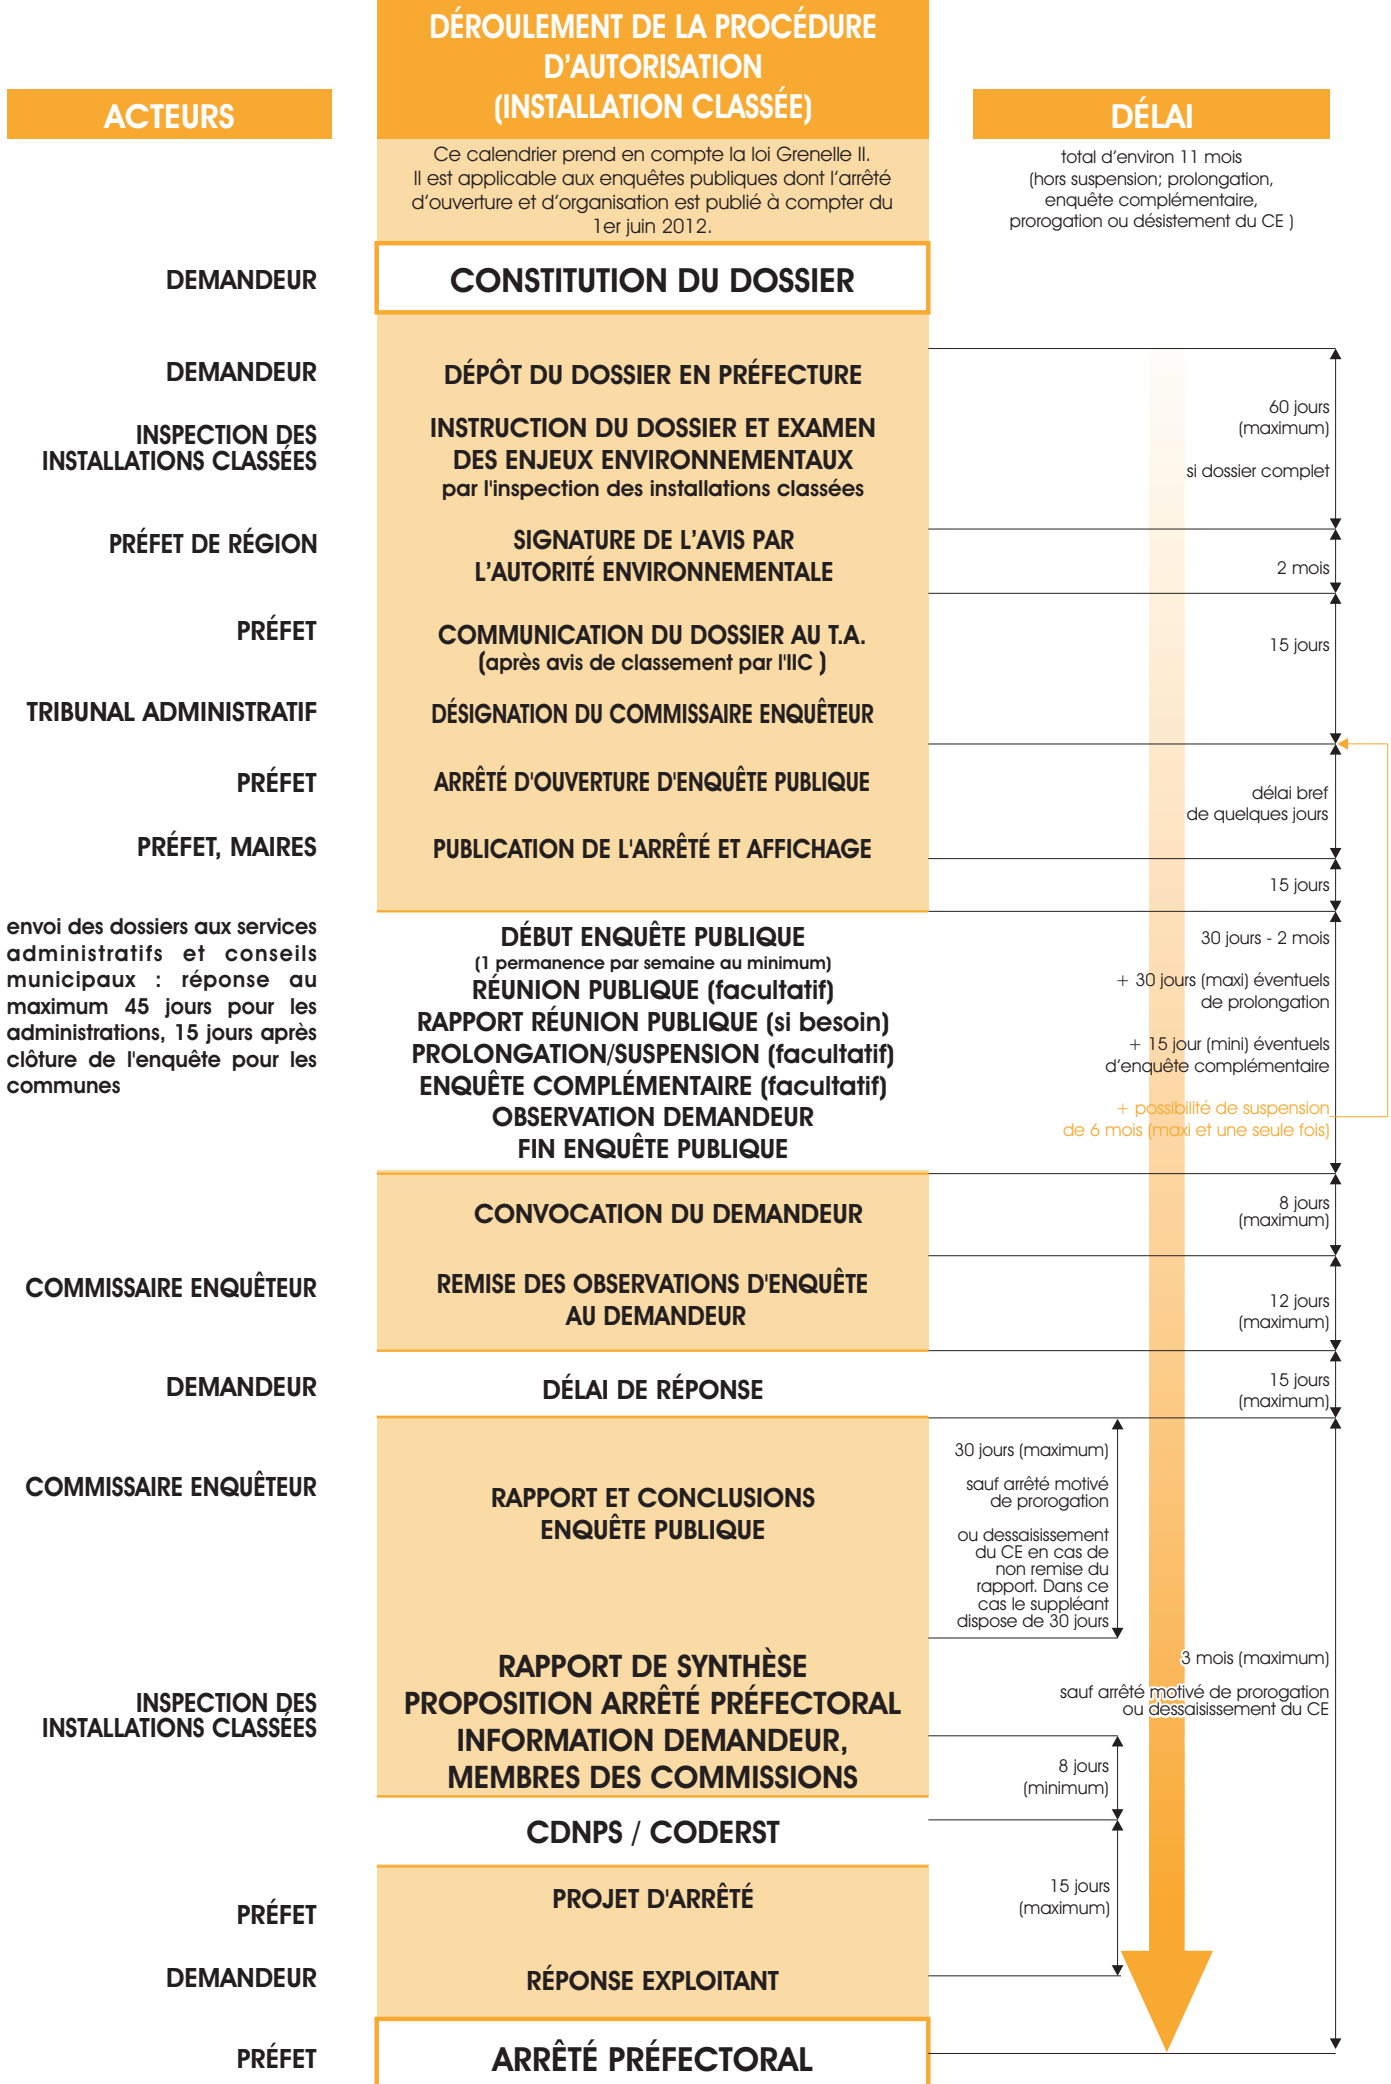 DÉROULEMENT DE LA PROCÉDURE
D'AUTORISATION
(INSTALLATION CLASSÉE)
ACTEURS
DÉLAI
Ce calendrier prend en compte la loi Grenelle II.
Il est applicable aux enquêtes publiques dont l'arrêté
d'ouverture et d'organisation est publié à compter du
1er juin 2012.
total d'environ 11 mois
(hors suspension; prolongation,
enquête complémentaire,
prorogation ou désistement du CE )
DEMANDEUR
CONSTITUTION DU DOSSIER
DEMANDEUR
DÉPÔT DU DOSSIER EN PRÉFECTURE
INSPECTION DES
INSTALLATIONS CLASSÉES
INSTRUCTION DU DOSSIER ET EXAMEN
DES ENJEUX ENVIRONNEMENTAUX
par l'inspection des installations classées
60 jours
(maximum)
si dossier complet
PRÉFET DE RÉGION
SIGNATURE DE L'AVIS PAR
L'AUTORITÉ ENVIRONNEMENTALE
2 mois
PRÉFET
COMMUNICATION DU DOSSIER AU T.A.
(après avis de classement par l'IIC )
15 jours
TRIBUNAL ADMINISTRATIF
DÉSIGNATION DU COMMISSAIRE ENQUÊTEUR
PRÉFET
ARRÊTÉ D'OUVERTURE D'ENQUÊTE PUBLIQUE
délai bref
de quelques jours
PRÉFET, MAIRES
PUBLICATION DE L'ARRÊTÉ ET AFFICHAGE
15 jours
envoi des dossiers aux services
administratifs et conseils
municipaux : réponse au
maximum 45 jours pour les
administrations, 15 jours après
clôture de l'enquête pour les
communes
DÉBUT ENQUÊTE PUBLIQUE
(1 permanence par semaine au minimum)
RÉUNION PUBLIQUE (facultatif)
RAPPORT RÉUNION PUBLIQUE (si besoin)
PROLONGATION/SUSPENSION (facultatif)
ENQUÊTE COMPLÉMENTAIRE (facultatif)
OBSERVATION DEMANDEUR
FIN ENQUÊTE PUBLIQUE
30 jours - 2 mois
+ 30 jours (maxi) éventuels
de prolongation
+ 15 jour (mini) éventuels
d'enquête complémentaire
+ possibilité de suspension
de 6 mois (maxi et une seule fois)
CONVOCATION DU DEMANDEUR
8 jours
(maximum)
COMMISSAIRE ENQUÊTEUR
REMISE DES OBSERVATIONS D'ENQUÊTE
AU DEMANDEUR
12 jours
(maximum)
DEMANDEUR
DÉLAI DE RÉPONSE
15 jours
(maximum)
COMMISSAIRE ENQUÊTEUR
RAPPORT ET CONCLUSIONS
ENQUÊTE PUBLIQUE
30 jours (maximum)
sauf arrêté motivé
de prorogation
ou dessaisissement
du CE en cas de
non remise du
rapport. Dans ce
cas le suppléant
dispose de 30 jours
3 mois (maximum)
sauf arrêté motivé de prorogation
ou dessaisissement du CE
INSPECTION DES
INSTALLATIONS CLASSÉES
RAPPORT DE SYNTHÈSE
PROPOSITION ARRÊTÉ PRÉFECTORAL
INFORMATION DEMANDEUR,
MEMBRES DES COMMISSIONS
8 jours
(minimum)
CDNPS / CODERST
PRÉFET
PROJET D'ARRÊTÉ
15 jours
(maximum)
DEMANDEUR
RÉPONSE EXPLOITANT
PRÉFET
ARRÊTÉ PRÉFECTORAL